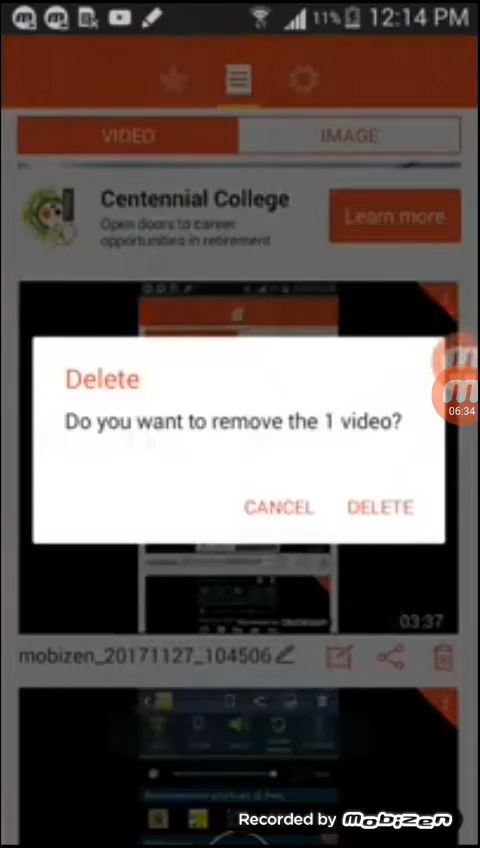 11% 12:14 PM
VIDEO IMAGE
Centennial College
Open doors to career
opportunities in retirement
Learn more
Delete
Do you want to remove the 1 video?
06:34
CANCEL DELETE
03:37
mobizen_20171127_104506
Recorded by Mobizen